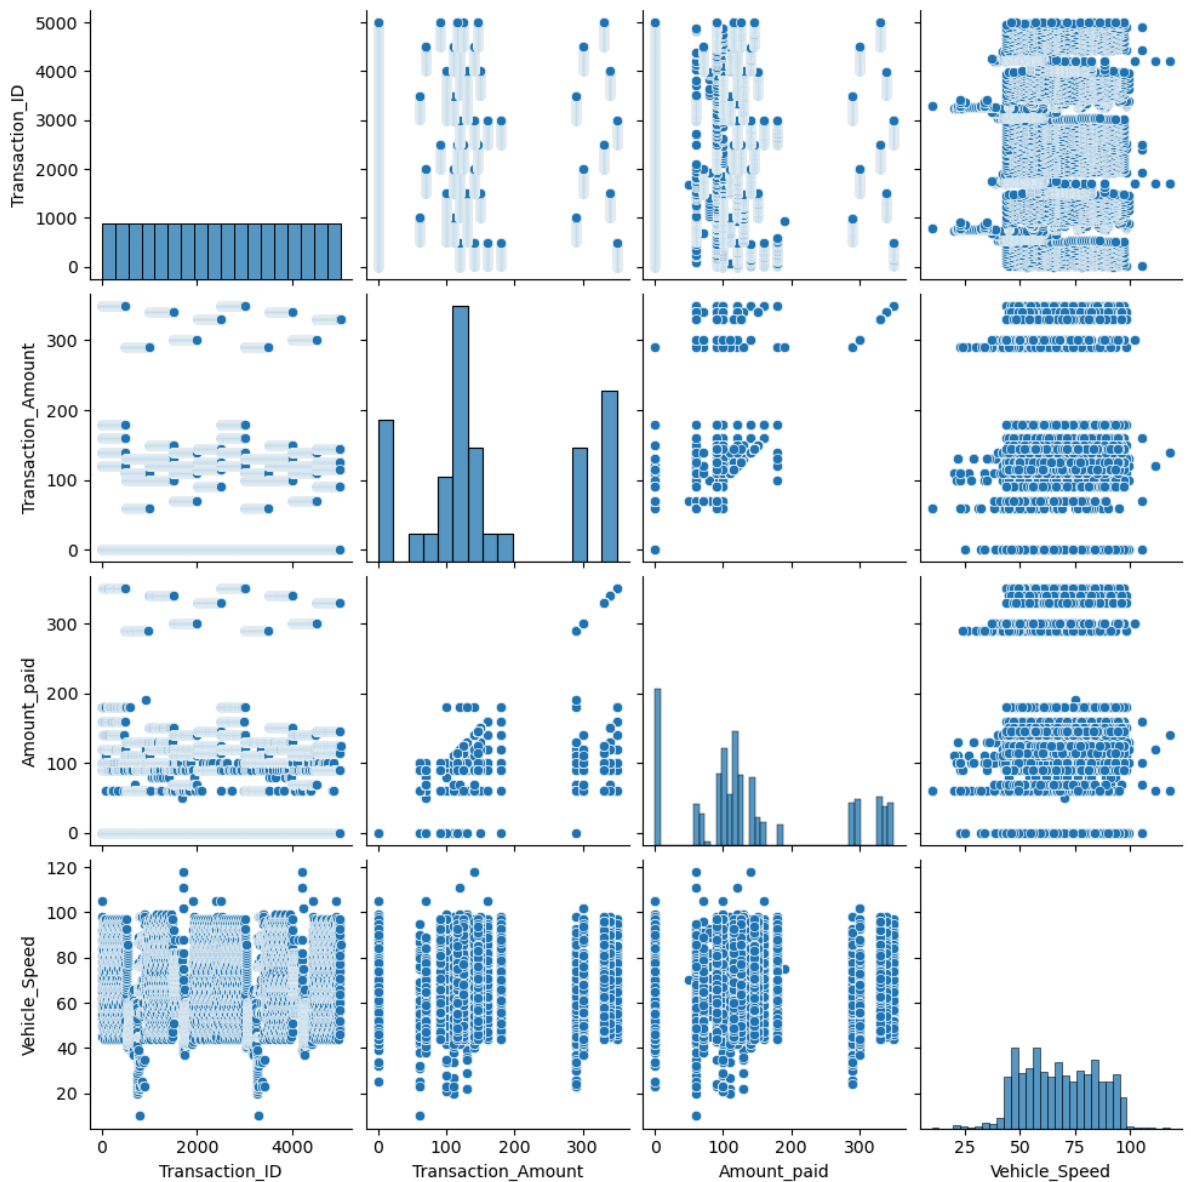 5000
4000
3000
2000
1000
0
Transaction_ID
300
200
100
0
Transaction_Amount
300
200
100
0
Amount_paid
120
100
80
60
40
20
Vehicle_Speed
0 2000 4000
0 100 200 300
0 100 200 300
25 50 75 100
Transaction_ID
Transaction_Amount
Amount_paid
Vehicle_Speed